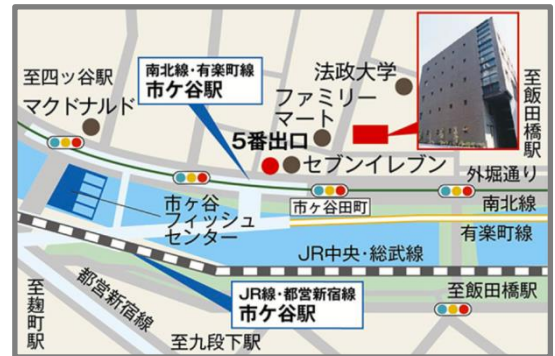 至四ッ谷駅
マクドナルド
南北線・有楽町線
市ケ谷駅
法政大学
ファミリー
マート
至飯田橋駅
5番出口
セブンイレブン
外堀通り
市ヶ谷田町
南北線
有楽町線
市ケ谷
フィッシュ
センター
JR中央・総武線
JR線・都営新宿線
市ケ谷駅
至飯田橋駅
至麹町駅
都営新宿線
至九段下駅